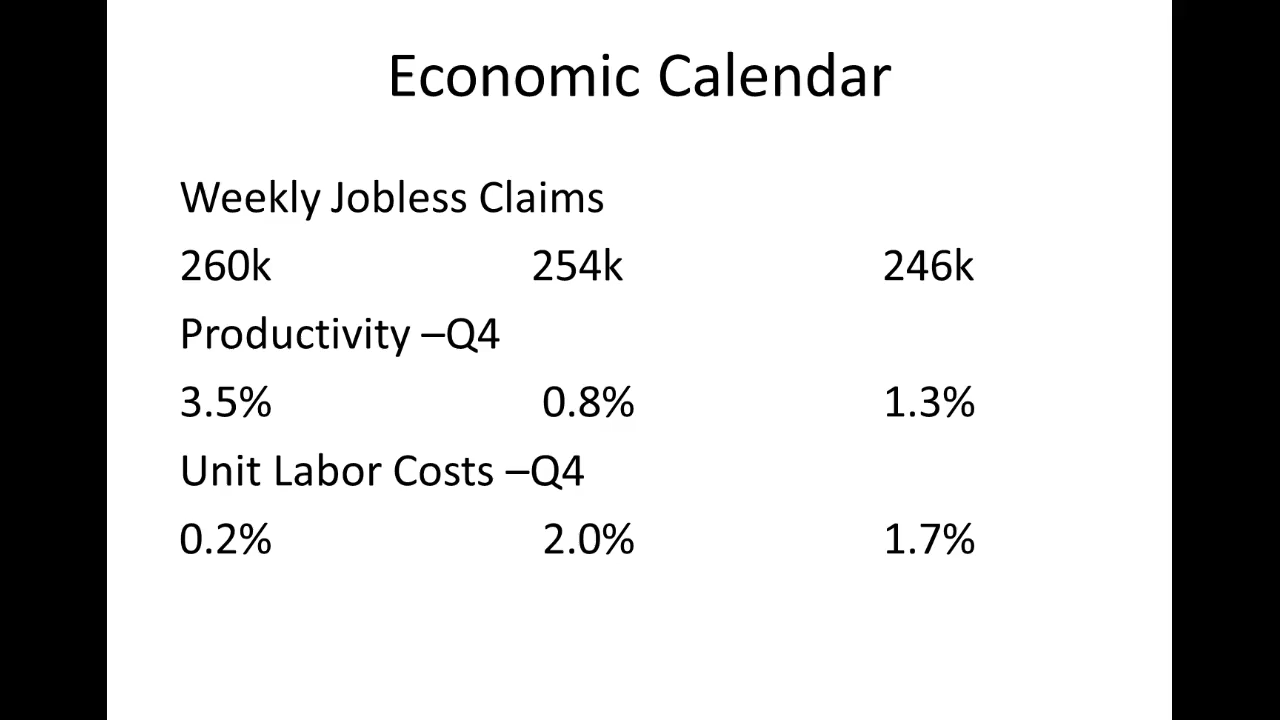 Economic Calendar
Weekly Jobless Claims
260k 254k 246k
Productivity –Q4
3.5% 0.8% 1.3%
Unit Labor Costs –Q4
0.2% 2.0% 1.7%